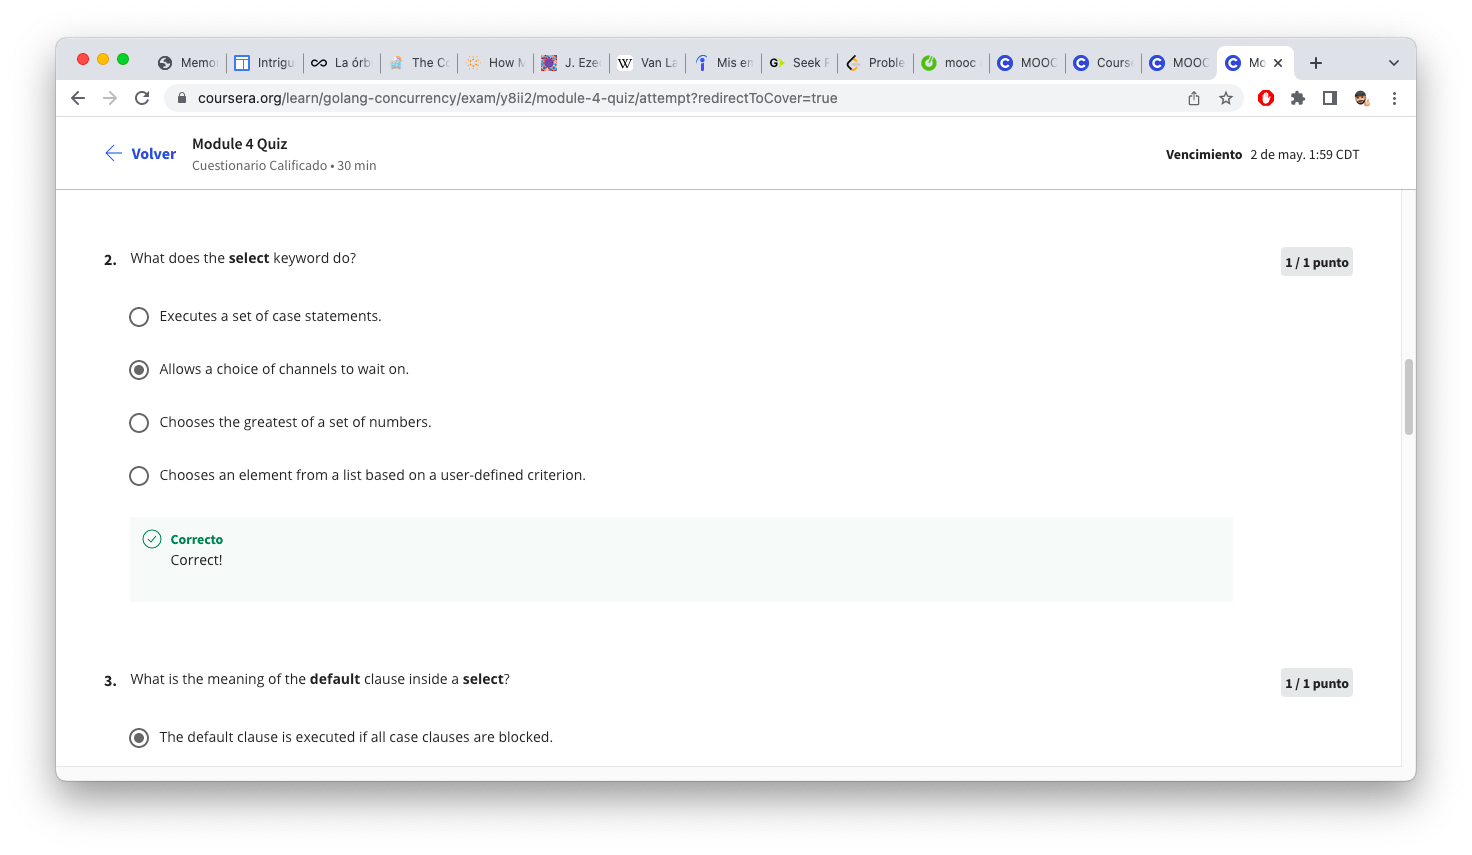 Memo
Intrigu
La órb
The Co
How M
J. Eze
W Van La
Mis en
G Seek
Proble
mooc
MOOC
Cours
MOOC
Mo
coursera.org/learn/golang-concurrency/exam/y8ii2/module-4-quiz/attempt?redirectToCover=true
Volver
Module 4 Quiz
Cuestionario Calificado • 30 min
Vencimiento 2 de may. 1:59 CDT
2. What does the select keyword do?
1 / 1 punto
Executes a set of case statements.
Allows a choice of channels to wait on.
Chooses the greatest of a set of numbers.
Chooses an element from a list based on a user-defined criterion.
Correcto
Correct!
3. What is the meaning of the default clause inside a select?
1 / 1 punto
The default clause is executed if all case clauses are blocked.